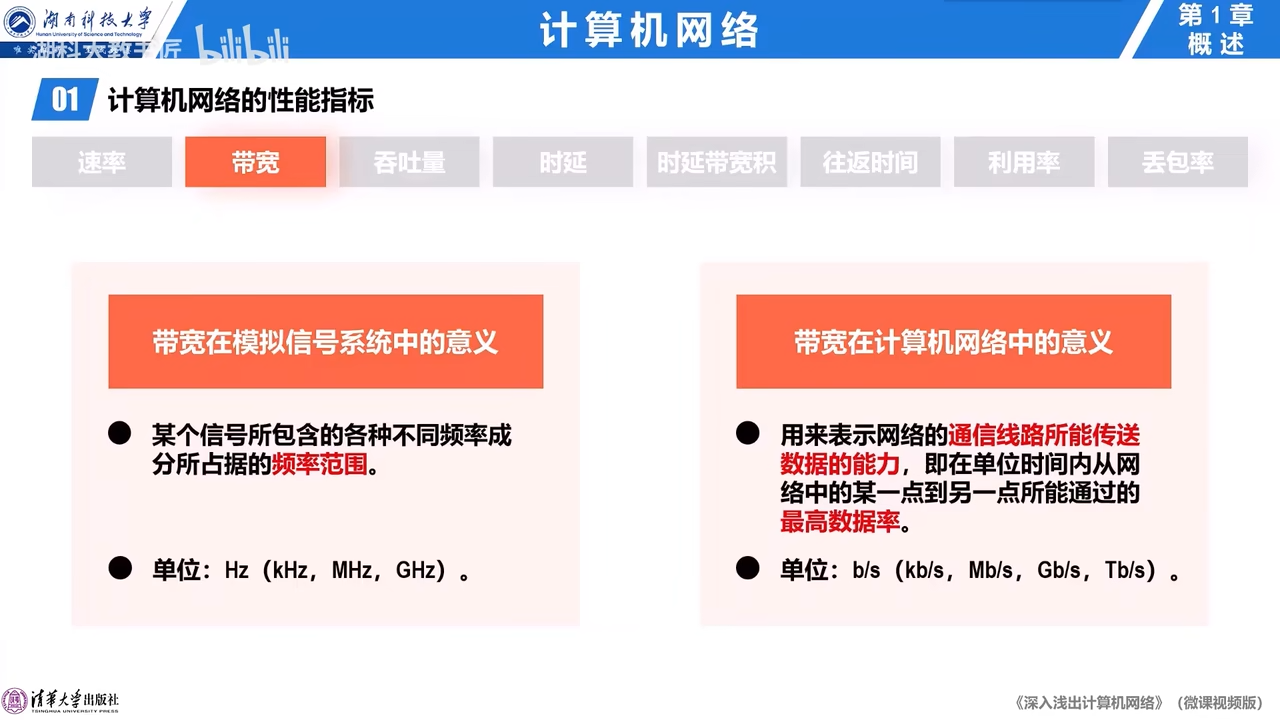 湖南科技大学
Hunan University of Science and Technology
湖科大教书匠
bilibili
计算机网络
第 1 章
概 述
01 计算机网络的性能指标
速率 带宽 吞吐量 时延 时延带宽积 往返时间 利用率 丢包率
带宽在模拟信号系统中的意义
● 某个信号所包含的各种不同频率成
分所占据的频率范围。
● 单位：Hz（kHz，MHz，GHz）。
带宽在计算机网络中的意义
● 用来表示网络的通信线路所能传送
数据的能力，即在单位时间内从网
络中的某一点到另一点所能通过的
最高数据率。
● 单位：b/s（kb/s，Mb/s，Gb/s，Tb/s）。
清华大学出版社
TSINGHUA UNIVERSITY PRESS
《深入浅出计算机网络》（微课视频版）